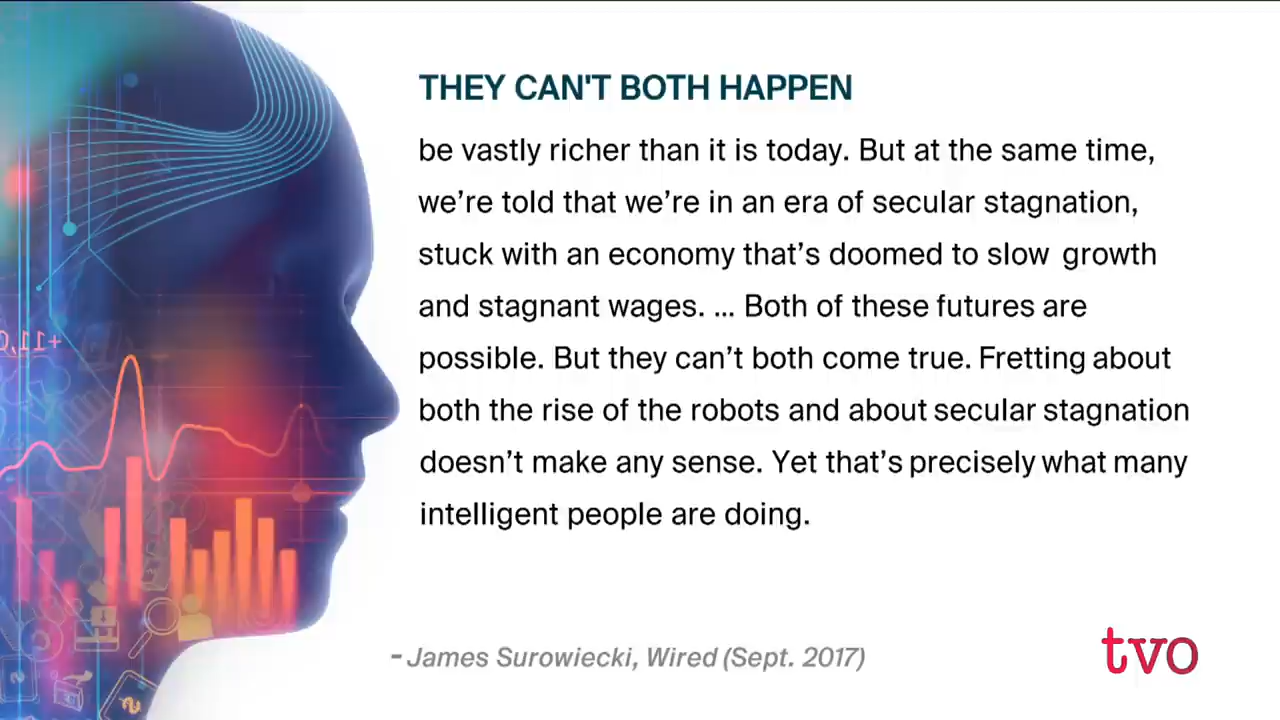 THEY CAN'T BOTH HAPPEN
be vastly richer than it is today. But at the same time,
we're told that we're in an era of secular stagnation,
stuck with an economy that's doomed to slow growth
and stagnant wages. ... Both of these futures are
possible. But they can't both come true. Fretting about
both the rise of the robots and about secular stagnation
doesn't make any sense. Yet that's precisely what many
intelligent people are doing.
- James Surowiecki, Wired (Sept. 2017)
tvo